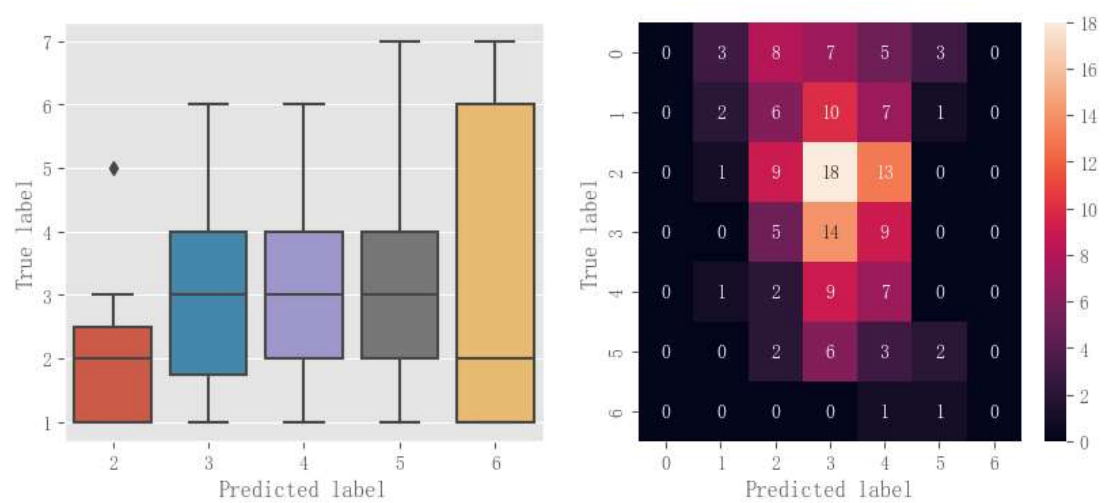 7
6
5
4
3
2
1
True label
2 3 4 5 6
Predicted label
0 0 3 8 7 5 3 0
1 0 2 6 10 7 1 0
2 0 1 9 18 13 0 0
3 0 0 5 14 9 0 0
4 0 1 2 9 7 0 0
5 0 0 2 6 3 2 0
6 0 0 0 0 1 1 0
True label
0 1 2 3 4 5 6
Predicted label
18
16
14
12
10
8
6
4
2
0